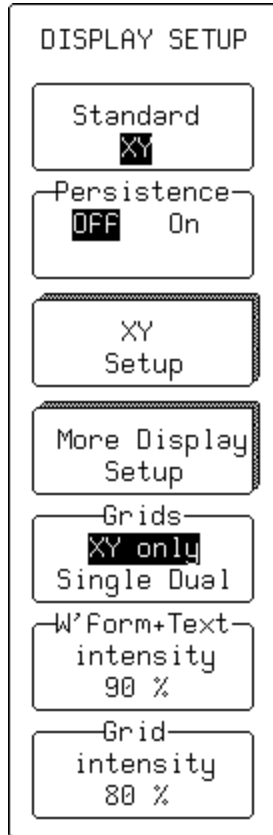 DISPLAY SETUP
Standard
XY
Persistence
OFF On
XY
Setup
More Display
Setup
Grids
XY only
Single Dual
W'Form+Text
intensity
90 %
Grid
intensity
80 %